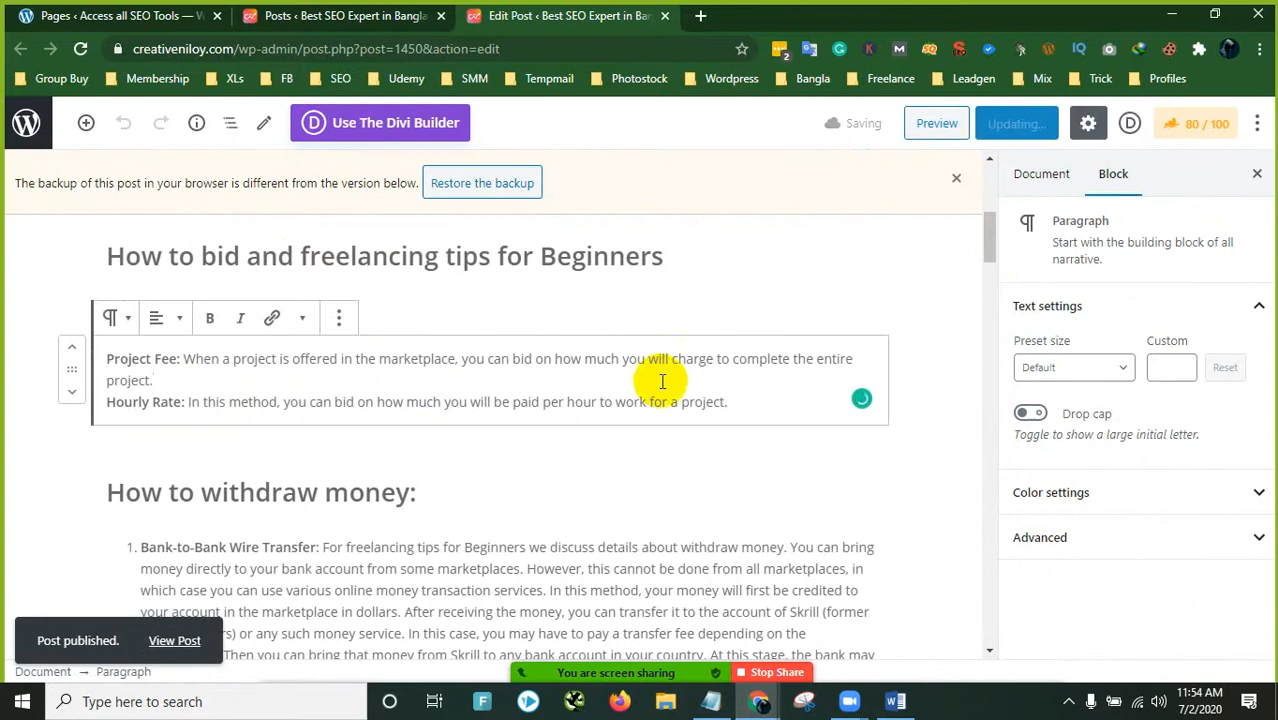 Pages ‹ Access all SEO Tools — W
Posts ‹ Best SEO Expert in Bangla
Edit Post ‹ Best SEO Expert in Ban
creativeniloy.com/wp-admin/post.php?post=1450&action=edit
Group Buy Membership XLs FB SEO Udemy SMM Tempmail Photostock Wordpress Bangla Freelance Leadgen Mix Trick Profiles
Use The Divi Builder
Saving
Preview
Updating...
80 / 100
The backup of this post in your browser is different from the version below.
Restore the backup
Document
Block
Paragraph
Start with the building block of all
narrative.
Text settings
Preset size
Custom
Default
Reset
Drop cap
Toggle to show a large initial letter.
Color settings
Advanced
How to bid and freelancing tips for Beginners
Project Fee: When a project is offered in the marketplace, you can bid on how much you will charge to complete the entire
project.
Hourly Rate: In this method, you can bid on how much you will be paid per hour to work for a project.
How to withdraw money:
1. Bank-to-Bank Wire Transfer: For freelancing tips for Beginners we discuss details about withdraw money. You can bring
money directly to your bank account from some marketplaces. However, this cannot be done from all marketplaces, in
which case you can use various online money transaction services. In this method, your money will first be credited to
your account in the marketplace in dollars. After receiving the money, you can transfer it to the account of Skrill (former
rs) or any such money service. In this case, you may have to pay a transfer fee depending on the
Then you can bring that money from Skrill to any bank account in your country. At this stage, the bank may
Post published.
View Post
Document → Paragraph
You are screen sharing
Stop Share
Type here to search
11:54 AM
7/2/2020